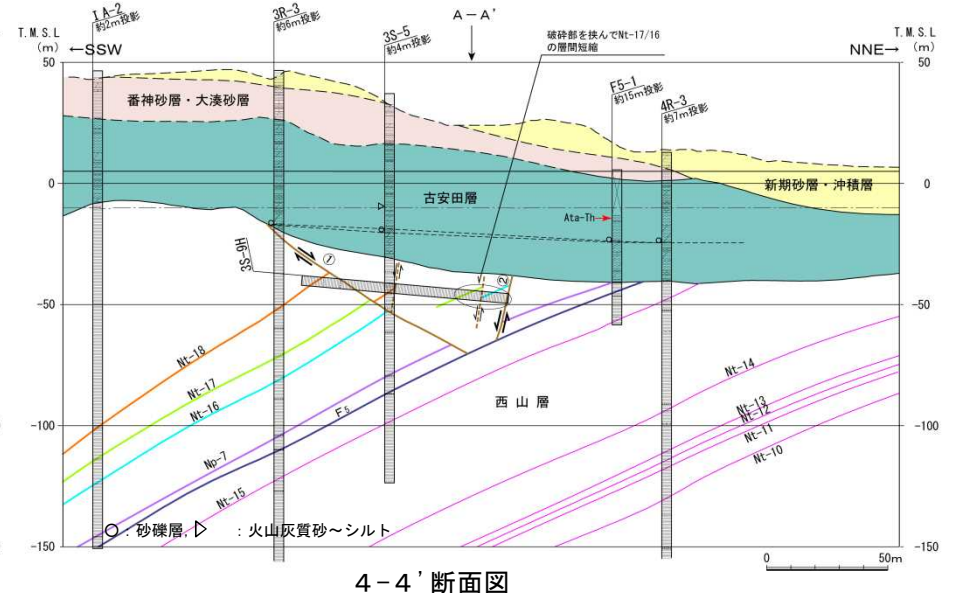 I A-2
約2m投影
3R-3
約6m投影
3S-5
約4m投影
A-A'
破砕部を挟んでNt-17/16
の層間短縮
F5-1
約15m投影
4R-3
約7m投影
T.M.S.L
(m)
←SSW
NNE→
T.M.S.L
(m)
50
50
番神砂層・大湊砂層
0
0
古安田層
新期砂層・沖積層
Ata-Th→
3S-9H
①
②
-50
-50
Nt-18
Nt-17
Nt-16
Nt-14
Nt-13
Nt-12
Nt-11
Nt-10
西山層
F5
Np-7
Nt-15
-100
-100
○:砂礫層,▷ :火山灰質砂~シルト
-150
-150
0 50m
4-4'断面図